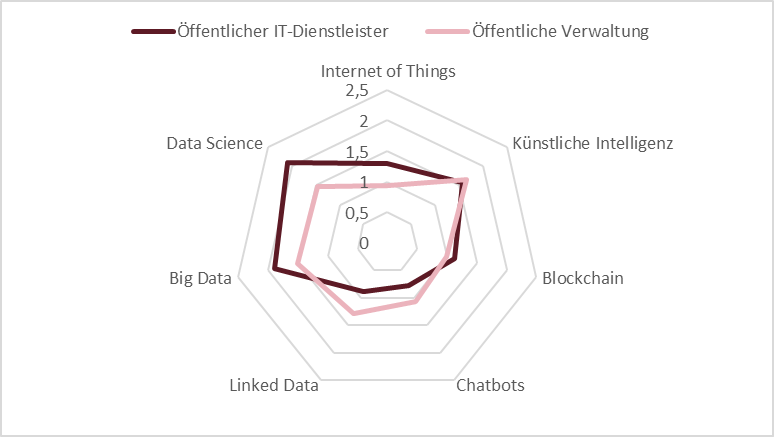 Öffentlicher IT-Dienstleister
Öffentliche Verwaltung
Internet of Things
2,5
2
1,5
1
0,5
0
Künstliche Intelligenz
Blockchain
Chatbots
Linked Data
Big Data
Data Science